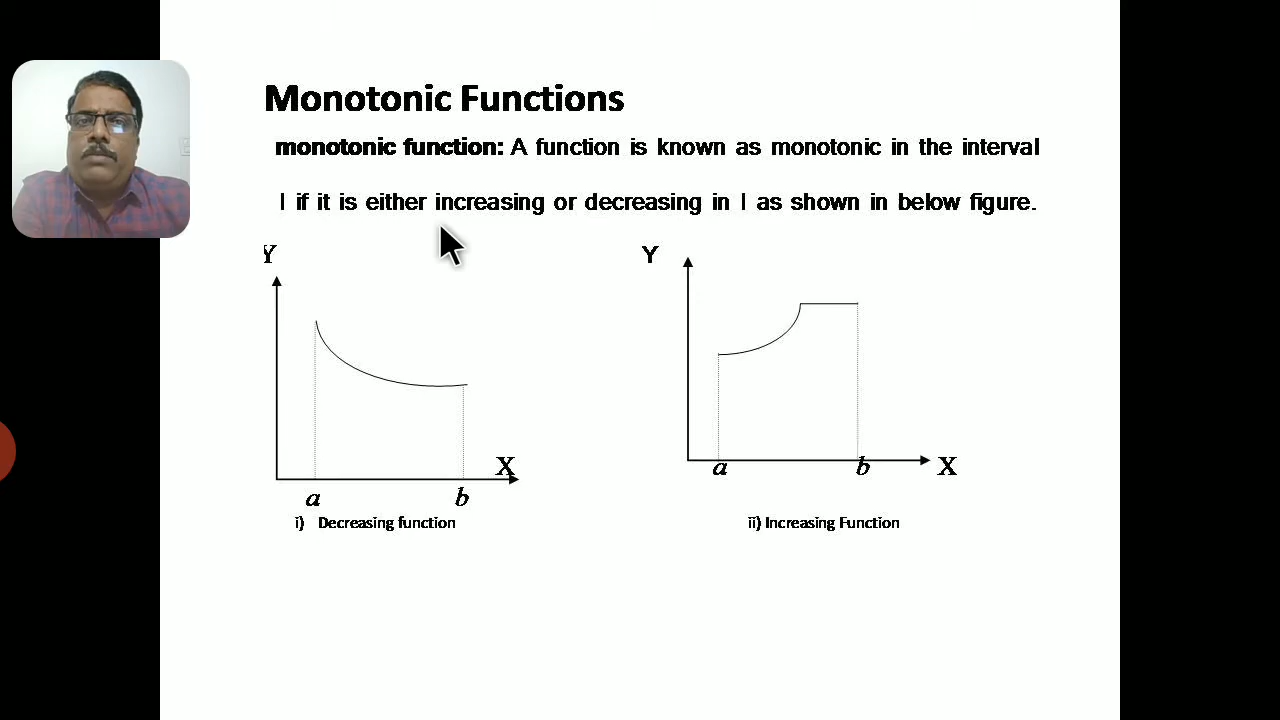 Monotonic Functions
monotonic function: A function is known as monotonic in the interval
I if it is either increasing or decreasing in I as shown in below figure.
Y
Y
X
a
b
a
b
X
i) Decreasing function
ii) Increasing Function